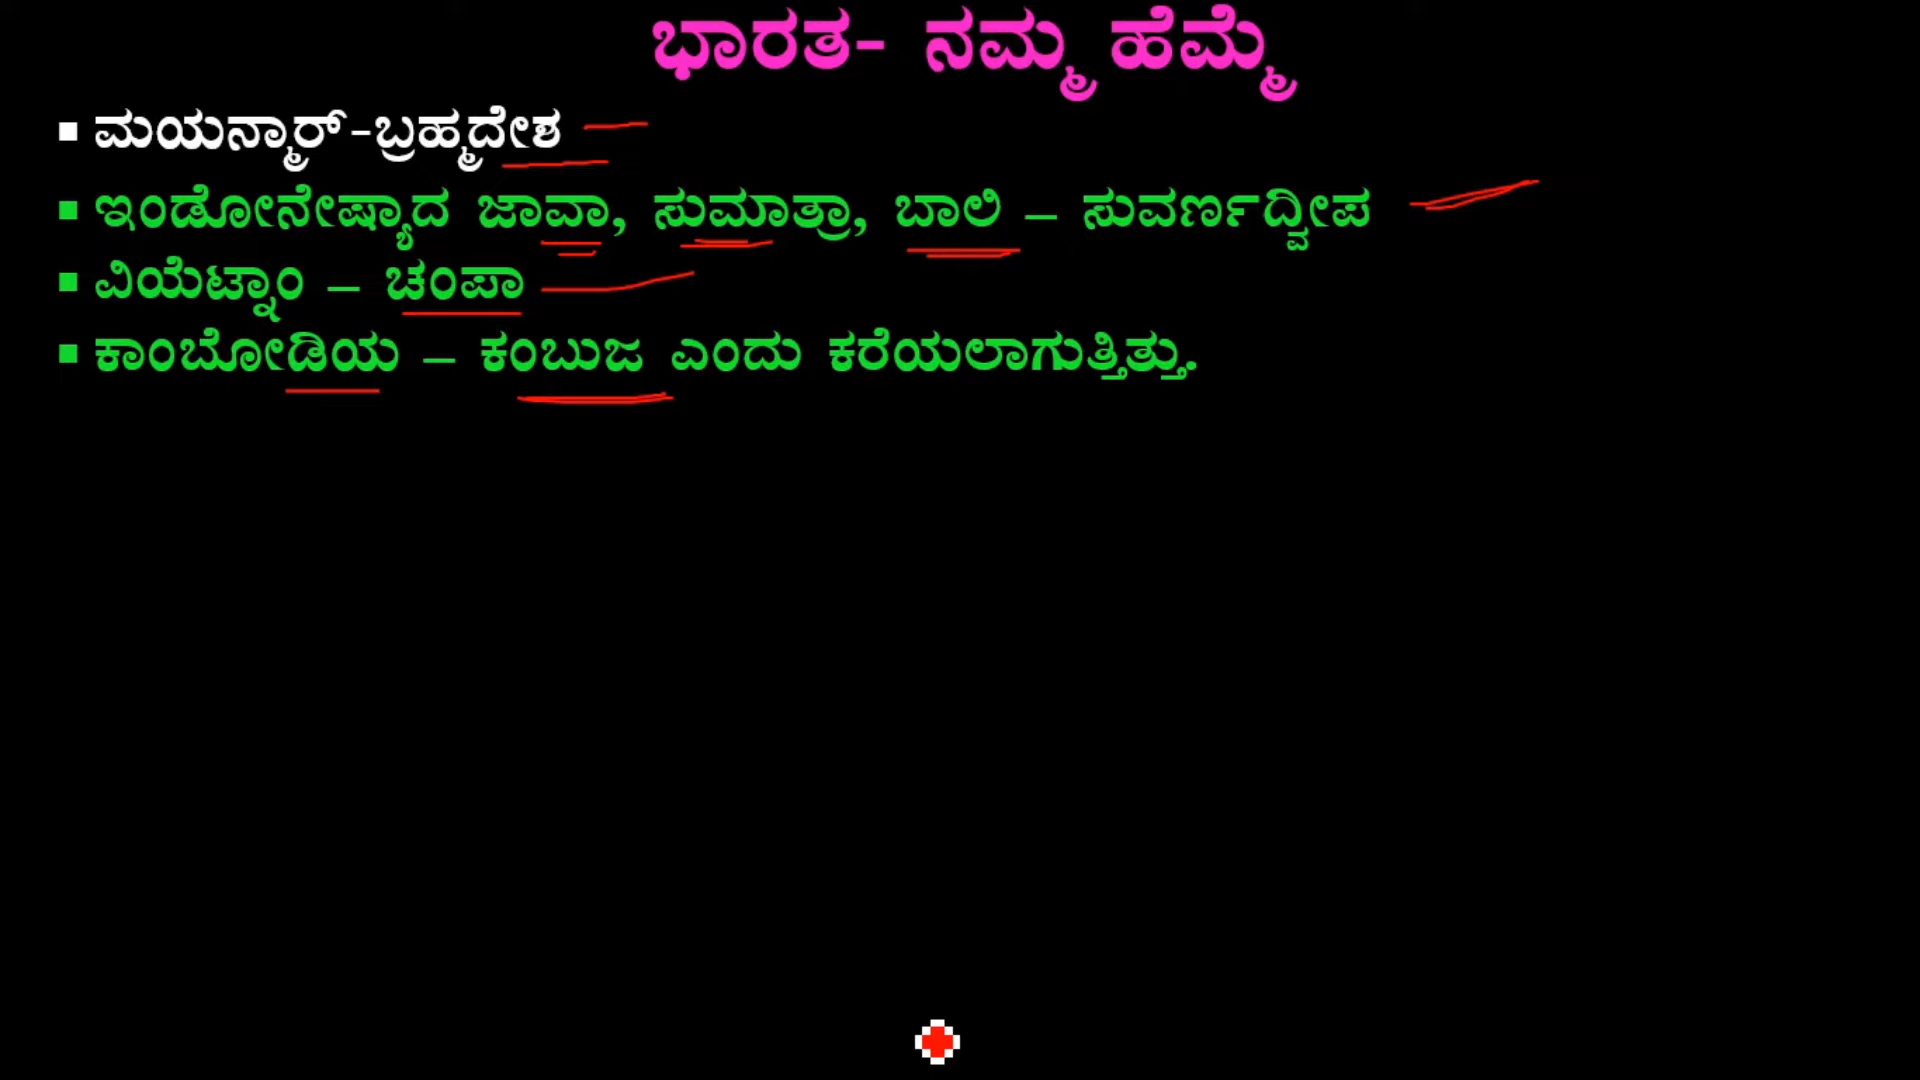 ಭಾರತ- ನಮ್ಮ ಹೆಮ್ಮೆ
▪ ಮಯನ್ಮಾರ್-ಬ್ರಹ್ಮದೇಶ
▪ ಇಂಡೋನೇಷ್ಯಾದ ಜಾವಾ, ಸುಮಾತ್ರಾ, ಬಾಲಿ – ಸುವರ್ಣದ್ವೀಪ
▪ ವಿಯೆಟ್ನಾಂ – ಚಂಪಾ
▪ ಕಾಂಬೋಡಿಯ – ಕಂಬುಜ ಎಂದು ಕರೆಯಲಾಗುತ್ತಿತ್ತು.